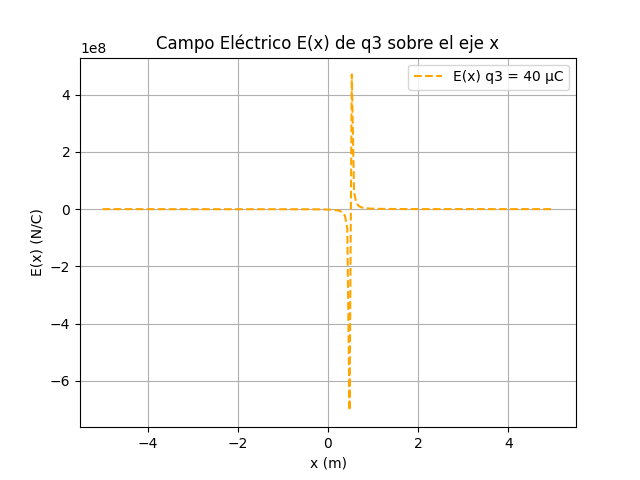 Campo Eléctrico E(x) de q3 sobre el eje x
1e8
E(x) q3 = 40 μC
4
2
0
−2
−4
−6
E(x) (N/C)
−4 −2 0 2 4
x (m)